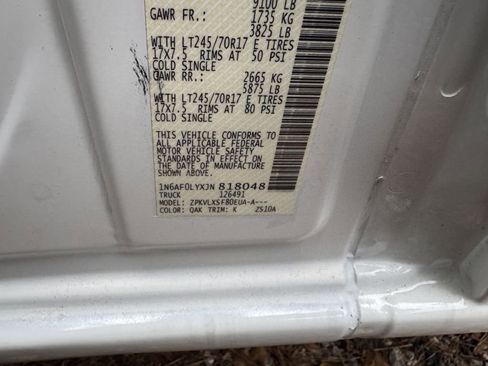 9100 LB
GAWR FR.: 1735 KG
3825 LB
WITH LT245/70R17 E TIRES
17X7.5 RIMS AT 50 PSI
COLD SINGLE
GAWR RR.: 2665 KG
5875 LB
WITH LT245/70R17 E TIRES
17X7.5 RIMS AT 80 PSI
COLD SINGLE
THIS VEHICLE CONFORMS TO
ALL APPLICABLE FEDERAL
MOTOR VEHICLE SAFETY
STANDARDS IN EFFECT ON
THE DATE OF MANUFACTURE
SHOWN ABOVE.
1N6AF0LYXJN818048
TRUCK 126491
MODEL: ZPKVLXSF80EUA-A---
COLOR: QAK TRIM: K 2S10A